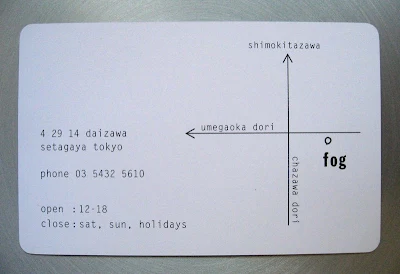 shimokitazawa
umegaoka dori
fog
chazawa dori
4 29 14 daizawa
setagaya tokyo
phone 03 5432 5610
open :12-18
close:sat, sun, holidays